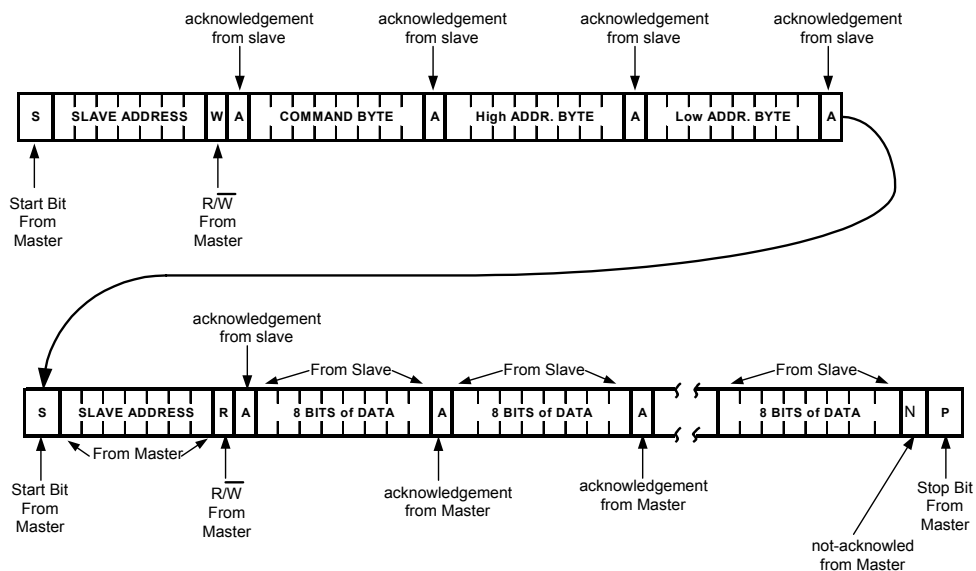 acknowledgement
from slave
acknowledgement
from slave
acknowledgement
from slave
acknowledgement
from slave
S SLAVE ADDRESS W A COMMAND BYTE A High ADDR. BYTE A Low ADDR. BYTE A
Start Bit
From
Master
R/W̅
From
Master
acknowledgement
from slave
From Slave
From Slave
From Slave
S SLAVE ADDRESS R A 8 BITS of DATA A 8 BITS of DATA A 8 BITS of DATA N P
From Master
Start Bit
From
Master
R/W̅
From
Master
acknowledgement
from Master
acknowledgement
from Master
Stop Bit
From
Master
not-acknowled
from Master